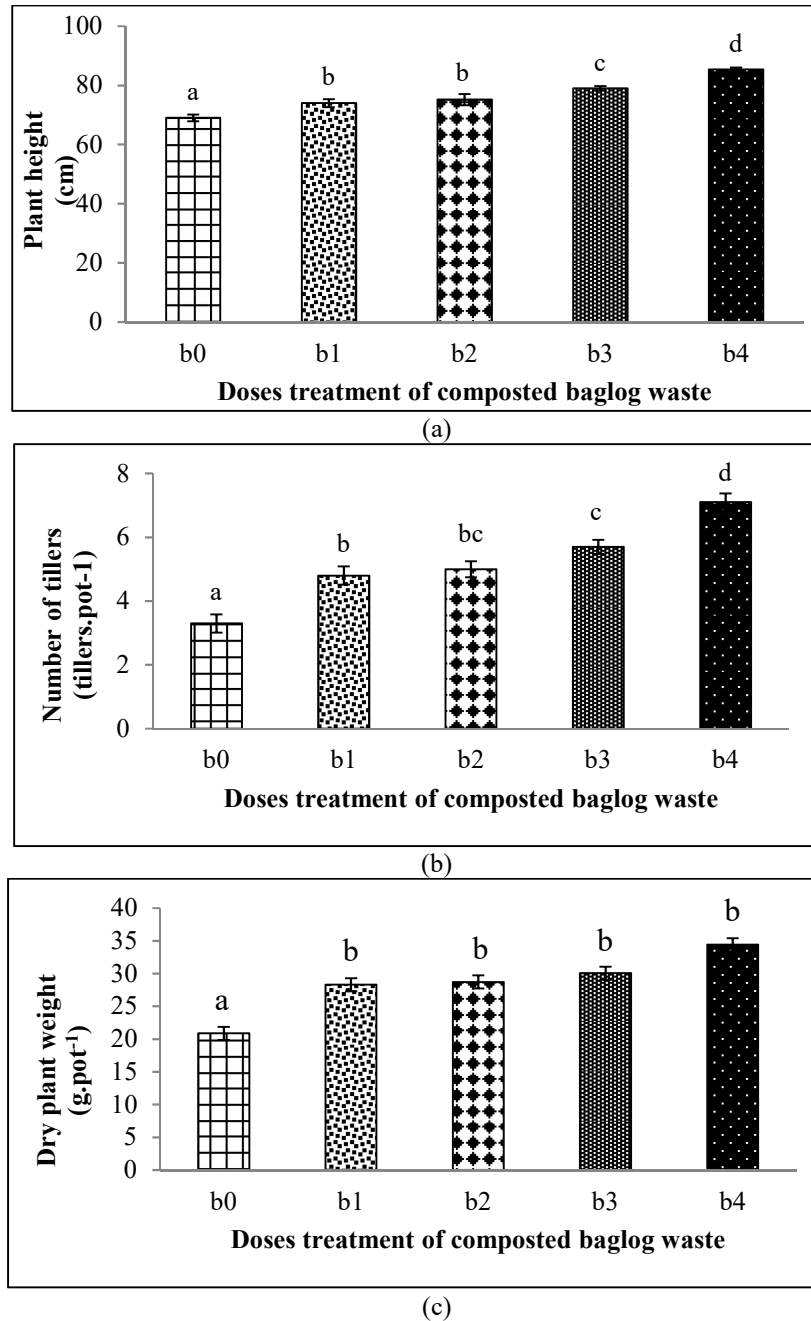 100
80
60
40
20
0
Plant height
(cm)
a
b
b
c
d
b0 b1 b2 b3 b4
Doses treatment of composted baglog waste
(a)
8
6
4
2
0
Number of tillers
(tillers.pot-1)
a
b
bc
c
d
b0 b1 b2 b3 b4
Doses treatment of composted baglog waste
(b)
40
35
30
25
20
15
10
5
0
Dry plant weight
(g.pot⁻¹)
a
b
b
b
b
b0 b1 b2 b3 b4
Doses treatment of composted baglog waste
(c)